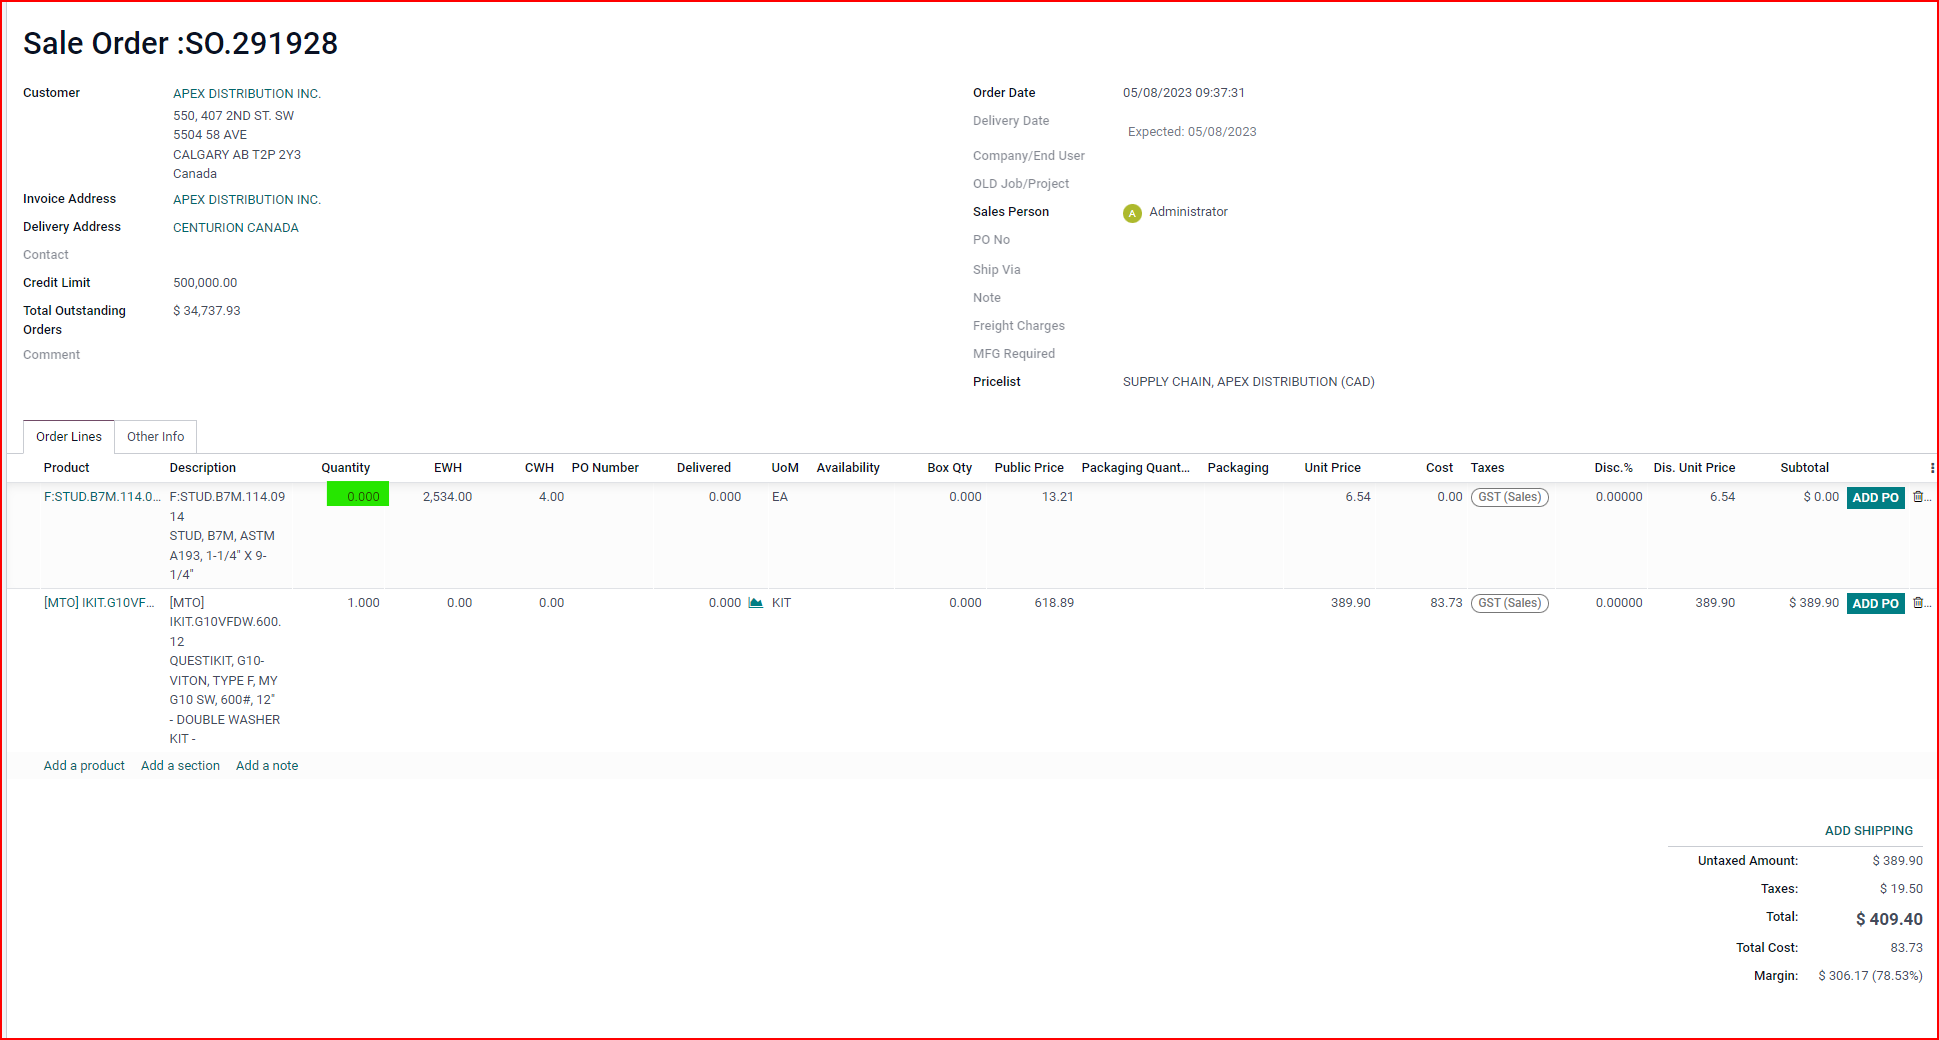 Sale Order :SO.291928
Customer
APEX DISTRIBUTION INC.
550, 407 2ND ST. SW
5504 58 AVE
CALGARY AB T2P 2Y3
Canada
Invoice Address
APEX DISTRIBUTION INC.
Delivery Address
CENTURION CANADA
Contact
Credit Limit
500,000.00
Total Outstanding
Orders
$ 34,737.93
Comment
Order Date
05/08/2023 09:37:31
Delivery Date
Expected: 05/08/2023
Company/End User
OLD Job/Project
Sales Person
A Administrator
PO No
Ship Via
Note
Freight Charges
MFG Required
Pricelist
SUPPLY CHAIN, APEX DISTRIBUTION (CAD)
Order Lines Other Info
Product Description Quantity EWH CWH PO Number Delivered UoM Availability Box Qty Public Price Packaging Quant... Packaging Unit Price Cost Taxes Disc.% Dis. Unit Price Subtotal
F:STUD.B7M.114.0... F:STUD.B7M.114.09 0.000 2,534.00 4.00 0.000 EA 0.000 13.21 6.54 0.00 GST (Sales) 0.00000 6.54 $ 0.00 ADD PO ...
14
STUD, B7M, ASTM
A193, 1-1/4" X 9-
1/4"
[MTO] IKIT.G10VF... [MTO] 1.000 0.00 0.00 0.000 KIT 0.000 618.89 389.90 83.73 GST (Sales) 0.00000 389.90 $ 389.90 ADD PO ...
IKIT.G10VFDW.600.
12
QUESTIKIT, G10-
VITON, TYPE F, MY
G10 SW, 600#, 12"
- DOUBLE WASHER
KIT -
Add a product Add a section Add a note
ADD SHIPPING
Untaxed Amount: $ 389.90
Taxes: $ 19.50
Total: $ 409.40
Total Cost: 83.73
Margin: $ 306.17 (78.53%)